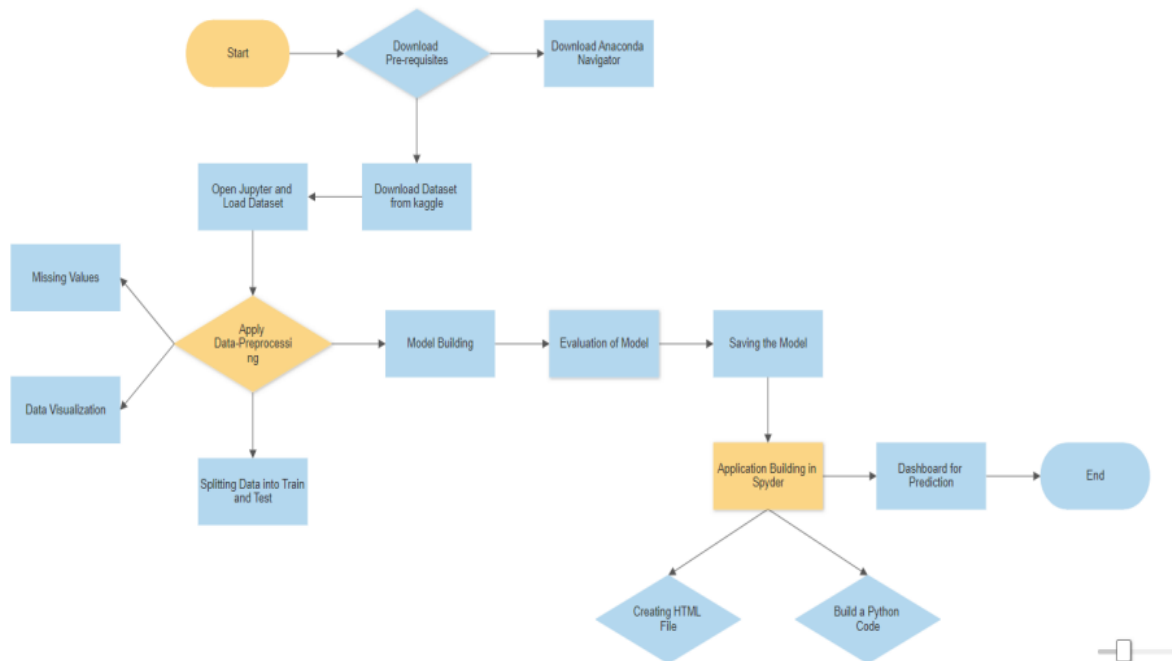 Start
Download
Pre-requisites
Download Anaconda
Navigator
Open Jupyter and
Load Dataset
Download Dataset
from kaggle
Missing Values
Apply
Data-Preprocessi
ng
Model Building
Evaluation of Model
Saving the Model
Data Visualization
Splitting Data into Train
and Test
Application Building in
Spyder
Dashboard for
Prediction
End
Creating HTML
File
Build a Python
Code